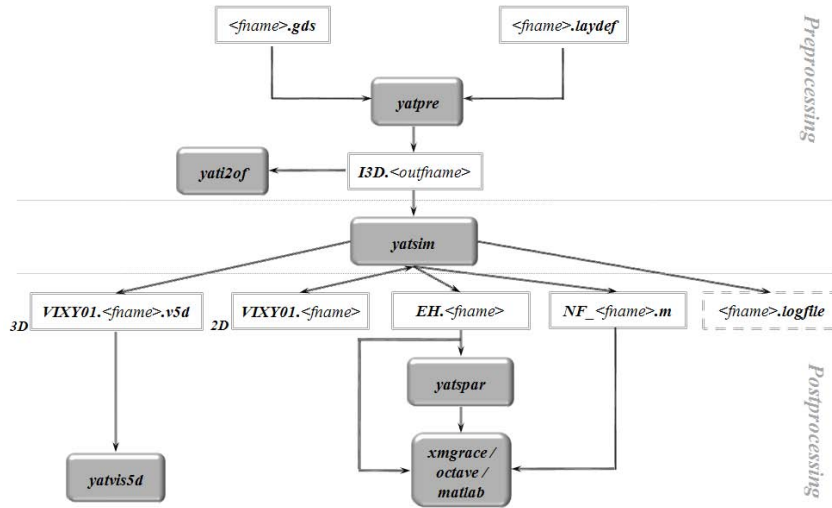 <fname>.gds
<fname>.laydef
Preprocessing
yatpre
yati2of
I3D.<outfname>
yatsim
VIXY01.<fname>.v5d
3D
VIXY01.<fname>
2D
EH.<fname>
NF_<fname>.m
<fname>.logfile
yatspar
Postprocessing
yatvis5d
xmgrace /
octave /
matlab